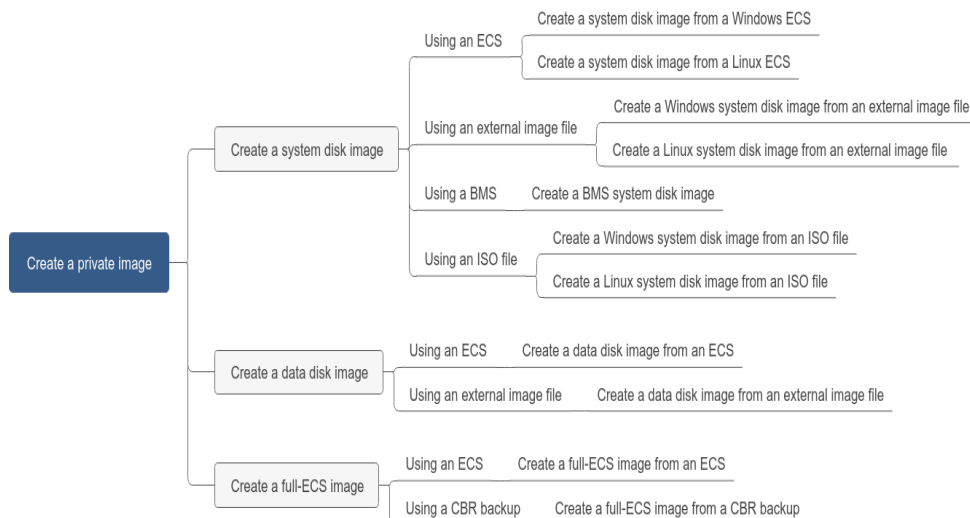 Create a private image
Create a system disk image
Using an ECS
Create a system disk image from a Windows ECS
Create a system disk image from a Linux ECS
Using an external image file
Create a Windows system disk image from an external image file
Create a Linux system disk image from an external image file
Using a BMS
Create a BMS system disk image
Using an ISO file
Create a Windows system disk image from an ISO file
Create a Linux system disk image from an ISO file
Create a data disk image
Using an ECS
Create a data disk image from an ECS
Using an external image file
Create a data disk image from an external image file
Create a full-ECS image
Using an ECS
Create a full-ECS image from an ECS
Using a CBR backup
Create a full-ECS image from a CBR backup